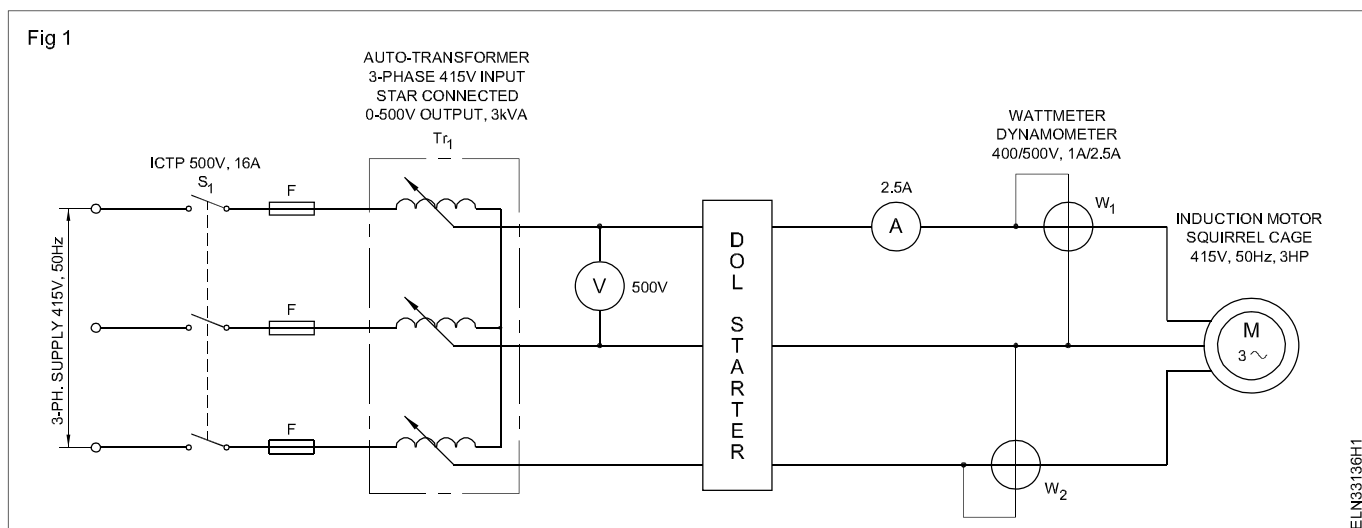 Fig 1
AUTO-TRANSFORMER
3-PHASE 415V INPUT
STAR CONNECTED
0-500V OUTPUT, 3kVA
Tr1
ICTP 500V, 16A
S1
F
F
F
3-PH. SUPPLY 415V, 50Hz
V
500V
DOL STARTER
2.5A
A
WATTMETER
DYNAMOMETER
400/500V, 1A/2.5A
W1
W2
INDUCTION MOTOR
SQUIRREL CAGE
415V, 50Hz, 3HP
M
3~
ELN33136H1